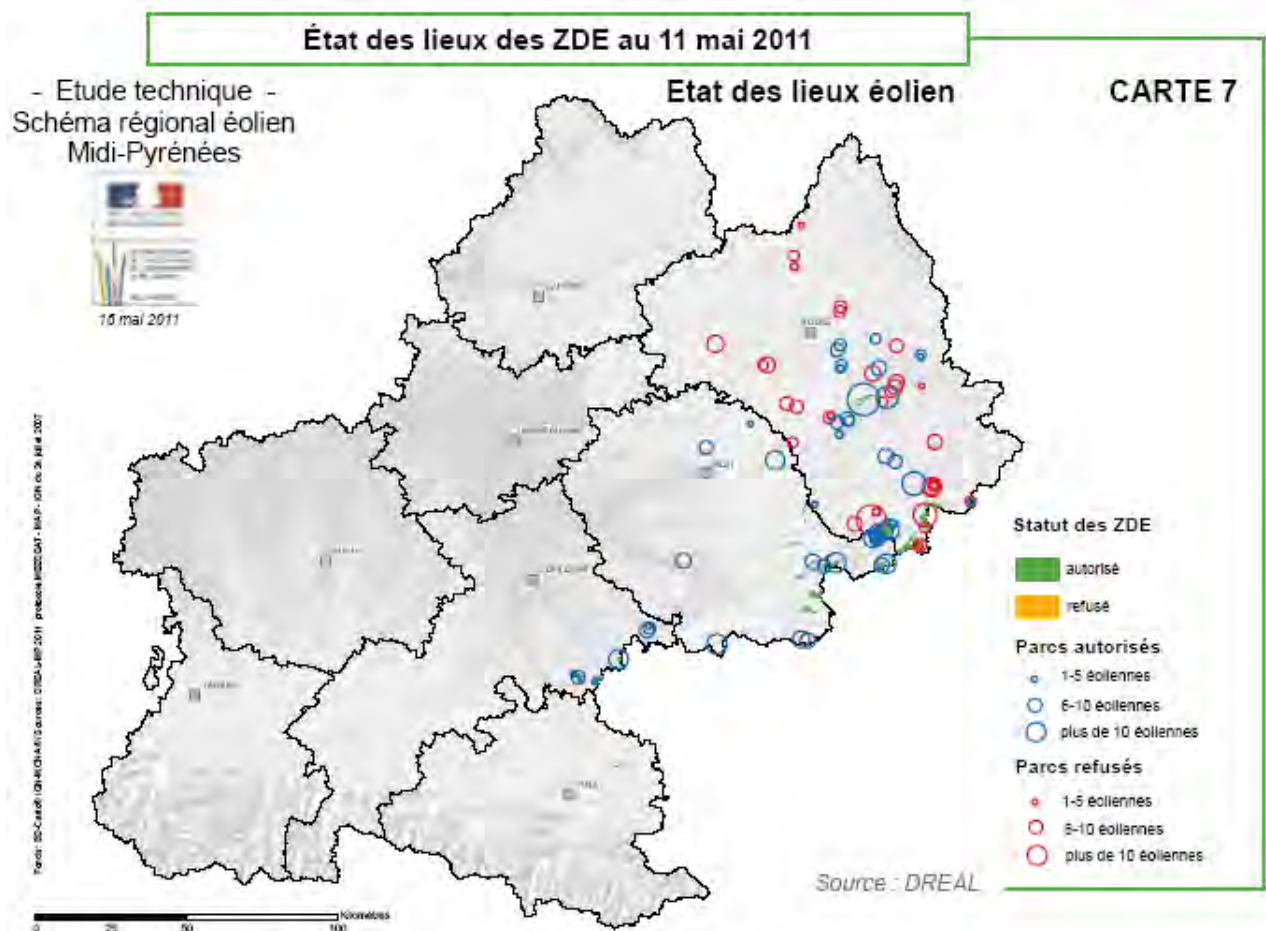 État des lieux des ZDE au 11 mai 2011
- Etude technique -
Schéma régional éolien
Midi-Pyrénées
16 mai 2011
Etat des lieux éolien
CARTE 7
Statut des ZDE
autorisé
refusé
Parcs autorisés
1-5 éoliennes
6-10 éoliennes
plus de 10 éoliennes
Parcs refusés
1-5 éoliennes
6-10 éoliennes
plus de 10 éoliennes
Source : DREAL
Kilomètres
0 25 50 100